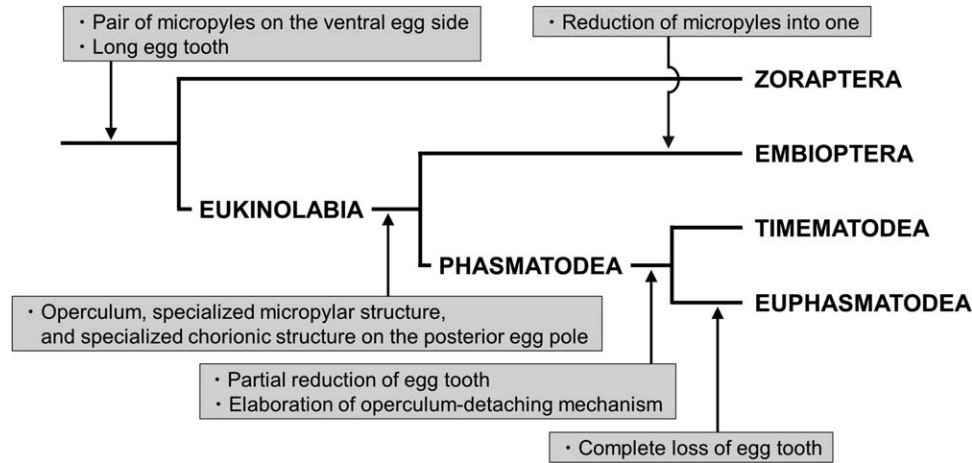 ・Pair of micropyles on the ventral egg side
・Long egg tooth
・Reduction of micropyles into one
ZORAPTERA
EMBIOPTERA
EUKINOLABIA
TIMEMATODEA
PHASMATODEA
EUPHASMATODEA
・Operculum, specialized micropylar structure,
and specialized chorionic structure on the posterior egg pole
・Partial reduction of egg tooth
・Elaboration of operculum-detaching mechanism
・Complete loss of egg tooth